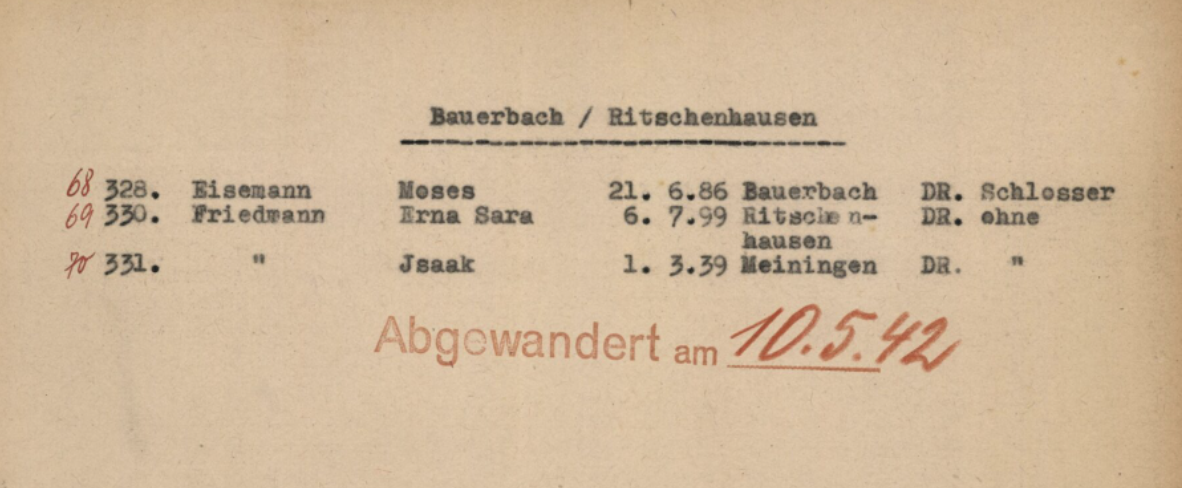 Bauerbach / Ritschenhausen
68 328. Eisemann Moses 21. 6.86 Bauerbach DR. Schlosser
69 330. Friedmann Erna Sara 6. 7.99 Ritschen- DR. ohne
hausen
70 331. " Jsaak 1. 3.39 Meiningen DR. "
Abgewandert am 10.5.42